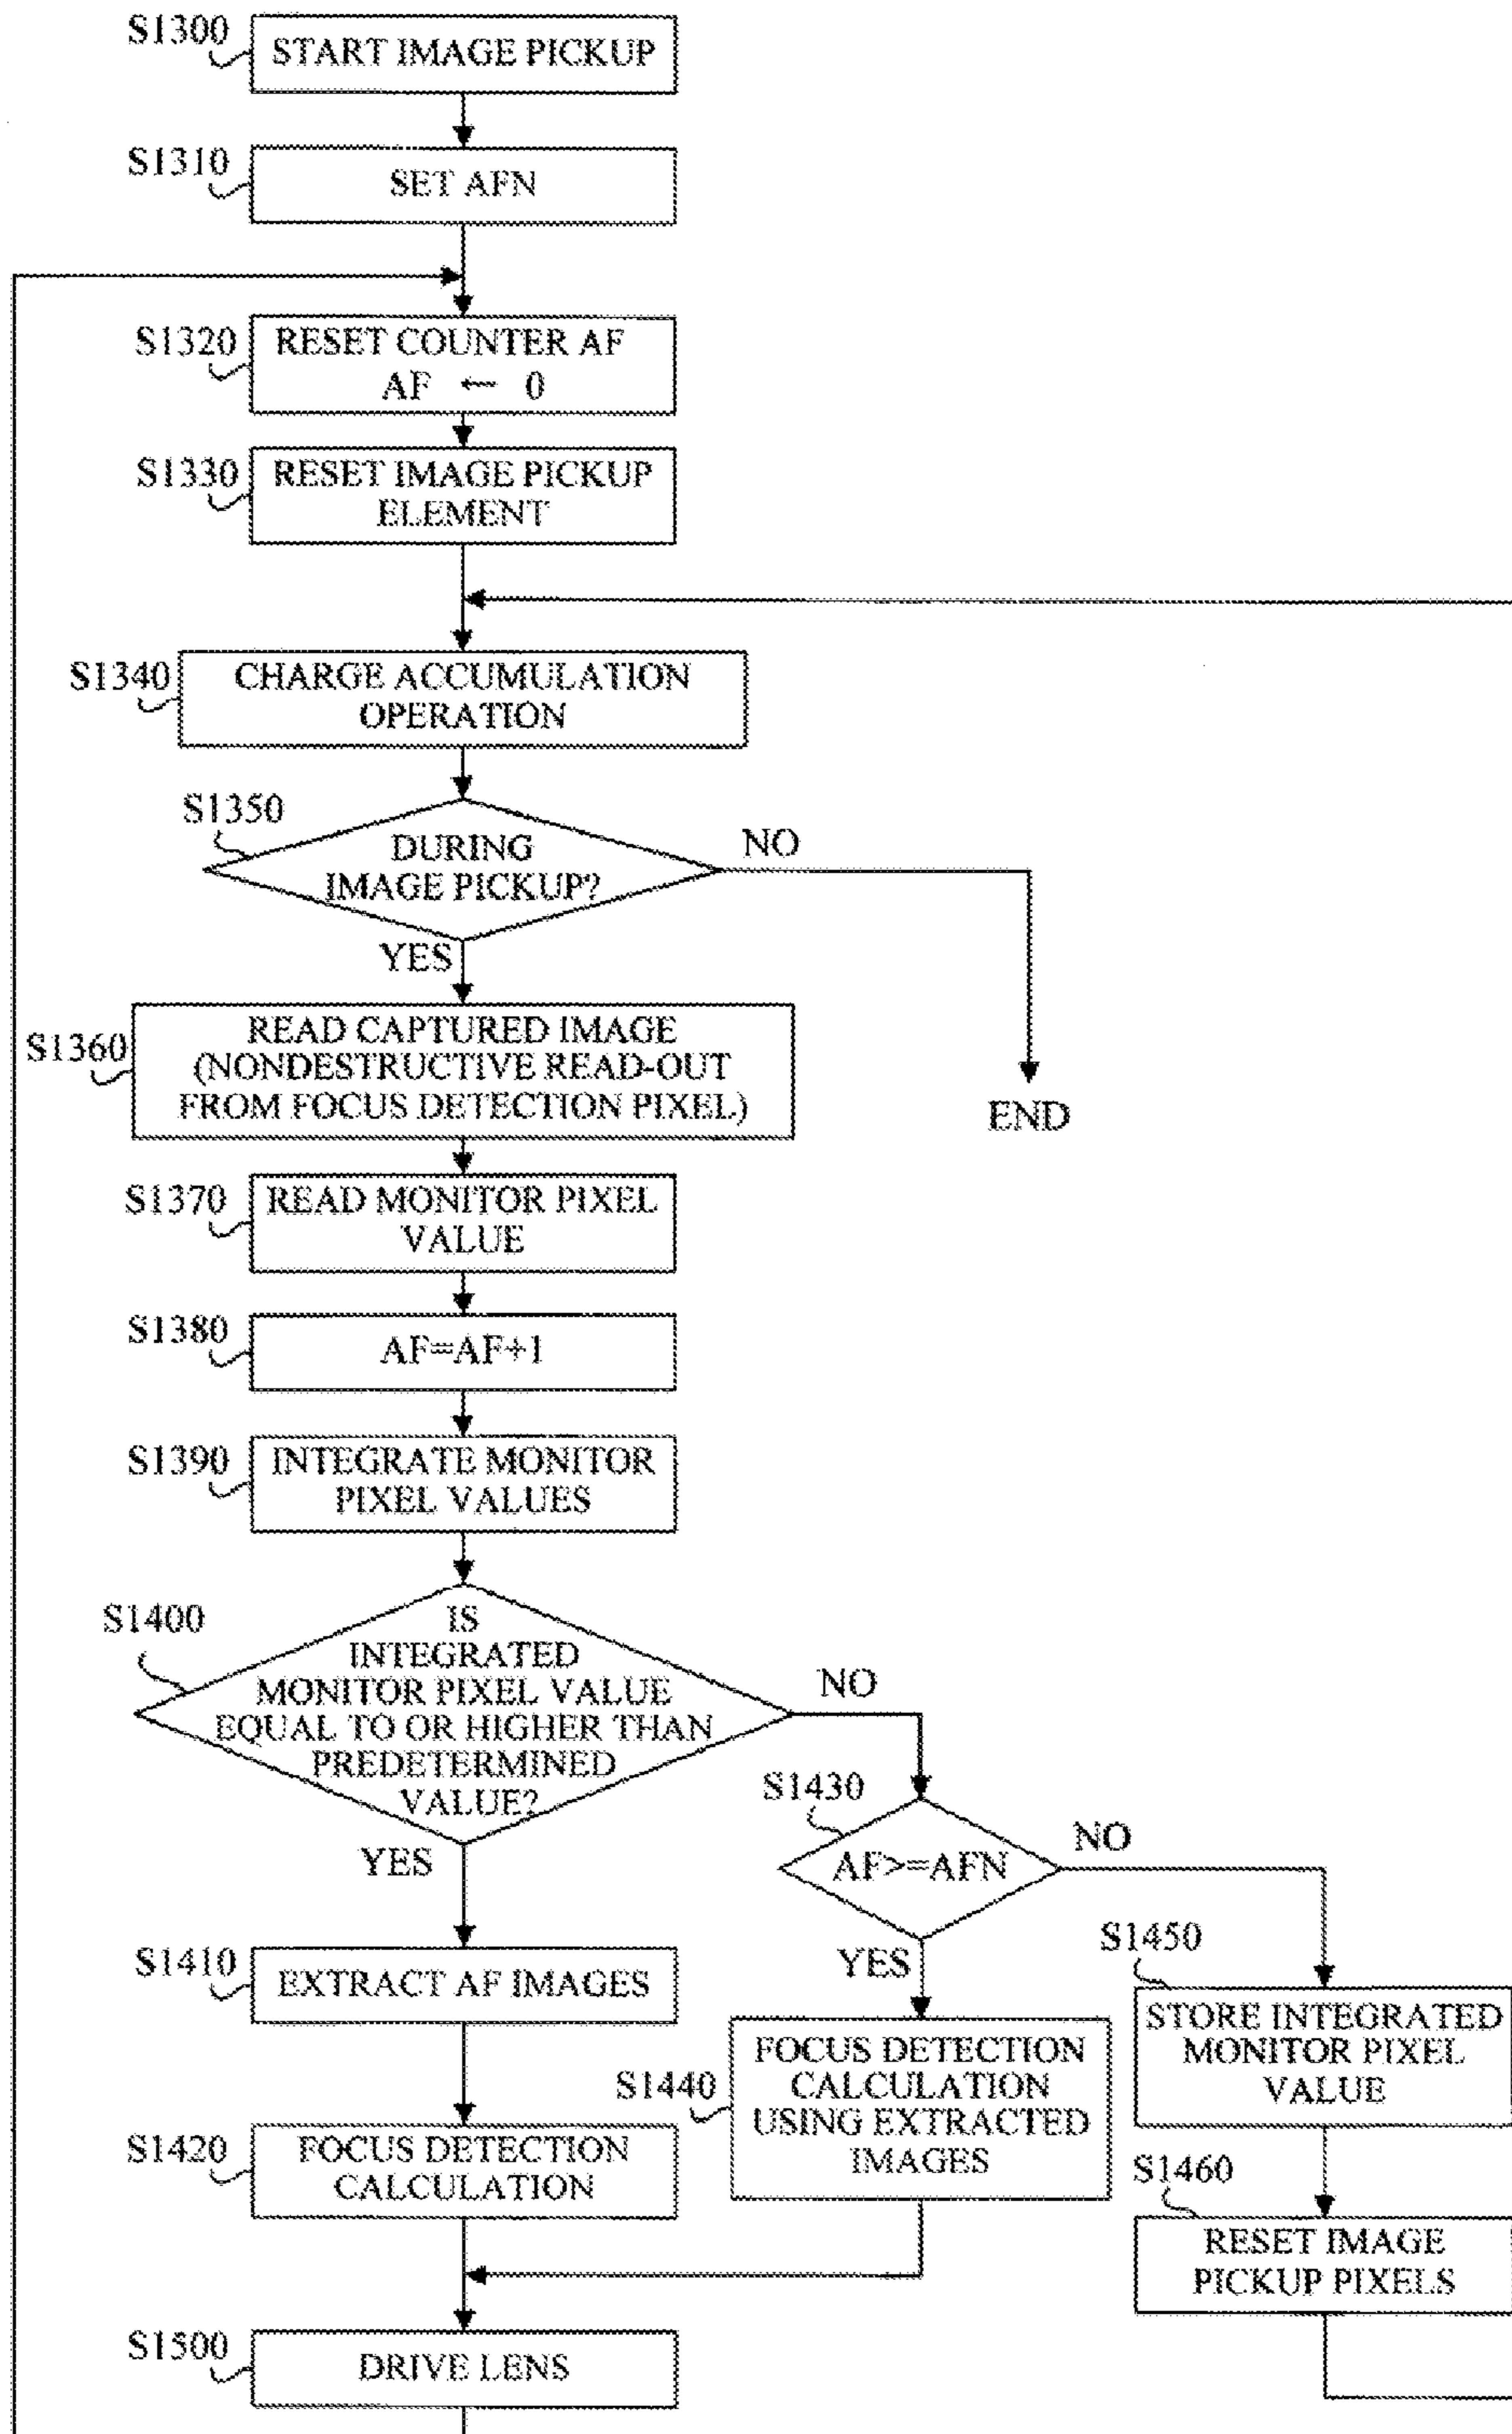 S1300
START IMAGE PICKUP
S1310
SET AFN
S1320
RESET COUNTER AF
AF ← 0
S1330
RESET IMAGE PICKUP
ELEMENT
S1340
CHARGE ACCUMULATION
OPERATION
S1350
DURING
IMAGE PICKUP?
NO
YES
END
S1360
READ CAPTURED IMAGE
(NONDESTRUCTIVE READ-OUT
FROM FOCUS DETECTION PIXEL)
S1370
READ MONITOR PIXEL
VALUE
S1380
AF=AF+1
S1390
INTEGRATE MONITOR
PIXEL VALUES
S1400
IS
INTEGRATED
MONITOR PIXEL VALUE
EQUAL TO OR HIGHER THAN
PREDETERMINED
VALUE?
NO
YES
S1430
AF>=AFN
NO
YES
S1410
EXTRACT AF IMAGES
S1420
FOCUS DETECTION
CALCULATION
S1440
FOCUS DETECTION
CALCULATION
USING EXTRACTED
IMAGES
S1450
STORE INTEGRATED
MONITOR PIXEL
VALUE
S1460
RESET IMAGE
PICKUP PIXELS
S1500
DRIVE LENS